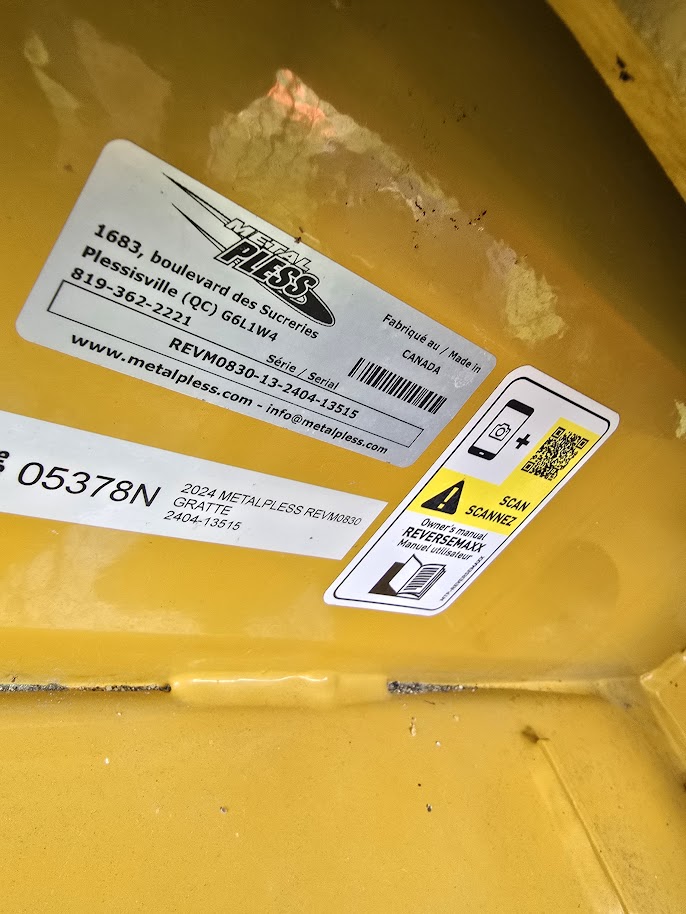 METAL
PLESS
1683, boulevard des Sucreries
Plessisville (QC) G6L1W4
819-362-2221
Fabriqué au / Made in
CANADA
Série / Serial
REVM0830-13-2404-13515
www.metalpless.com - info@metalpless.com
05378N
2024 METALPLESS REVM0830
GRATTE
2404-13515
SCAN
SCANNEZ
Owner's manual
REVERSEMAXX
Manuel utilisateur